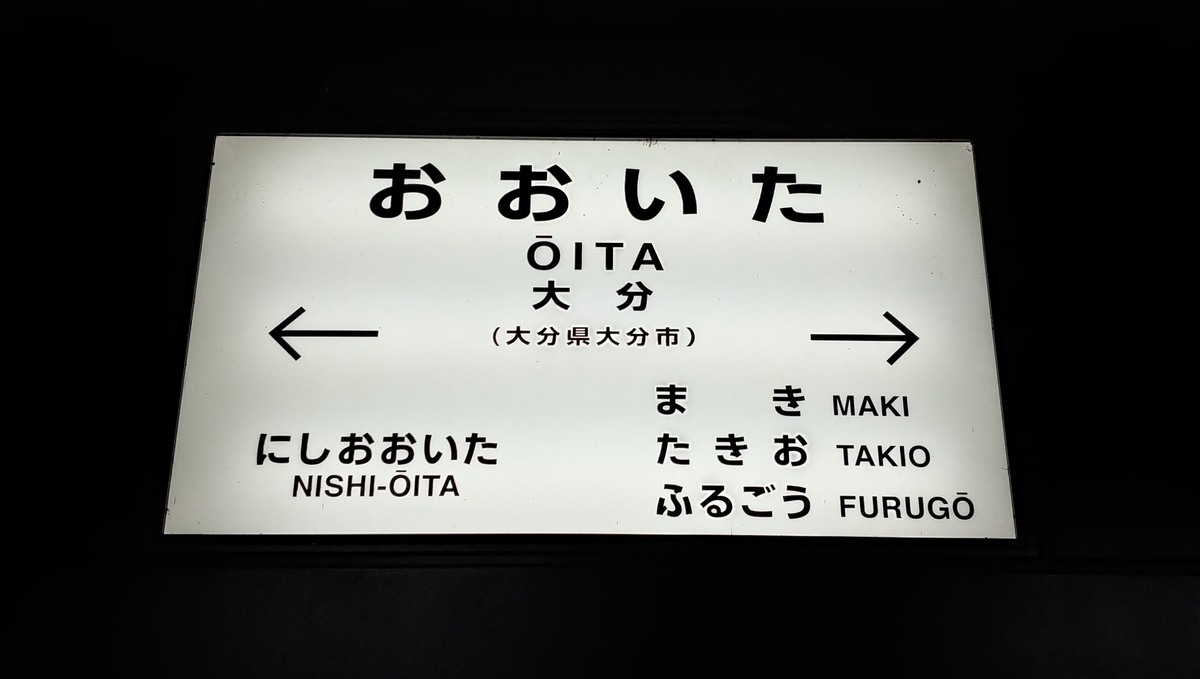 おおいた
ŌITA
大分
(大分県大分市)
← →
にしおおいた
NISHI-ŌITA
まき MAKI
たきお TAKIO
ふるごう FURUGŌ